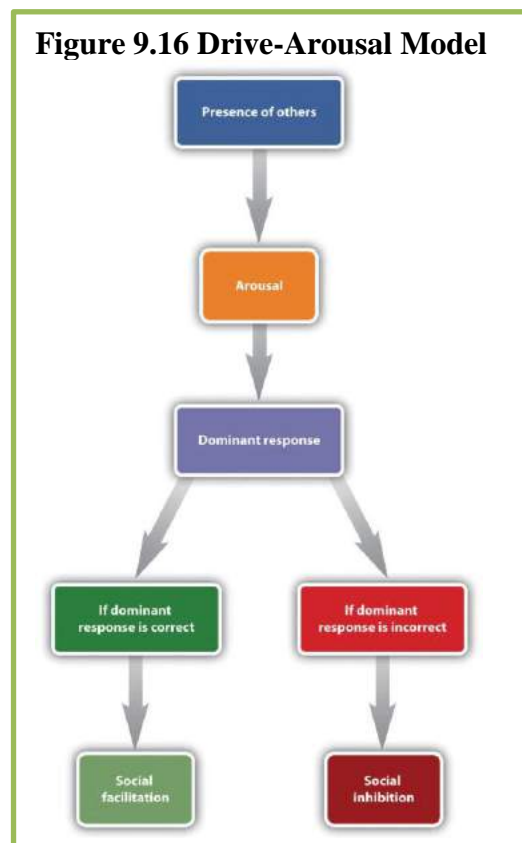 Figure 9.16 Drive-Arousal Model
Presence of others
Arousal
Dominant response
If dominant
response is correct
If dominant
response is incorrect
Social
facilitation
Social
inhibition